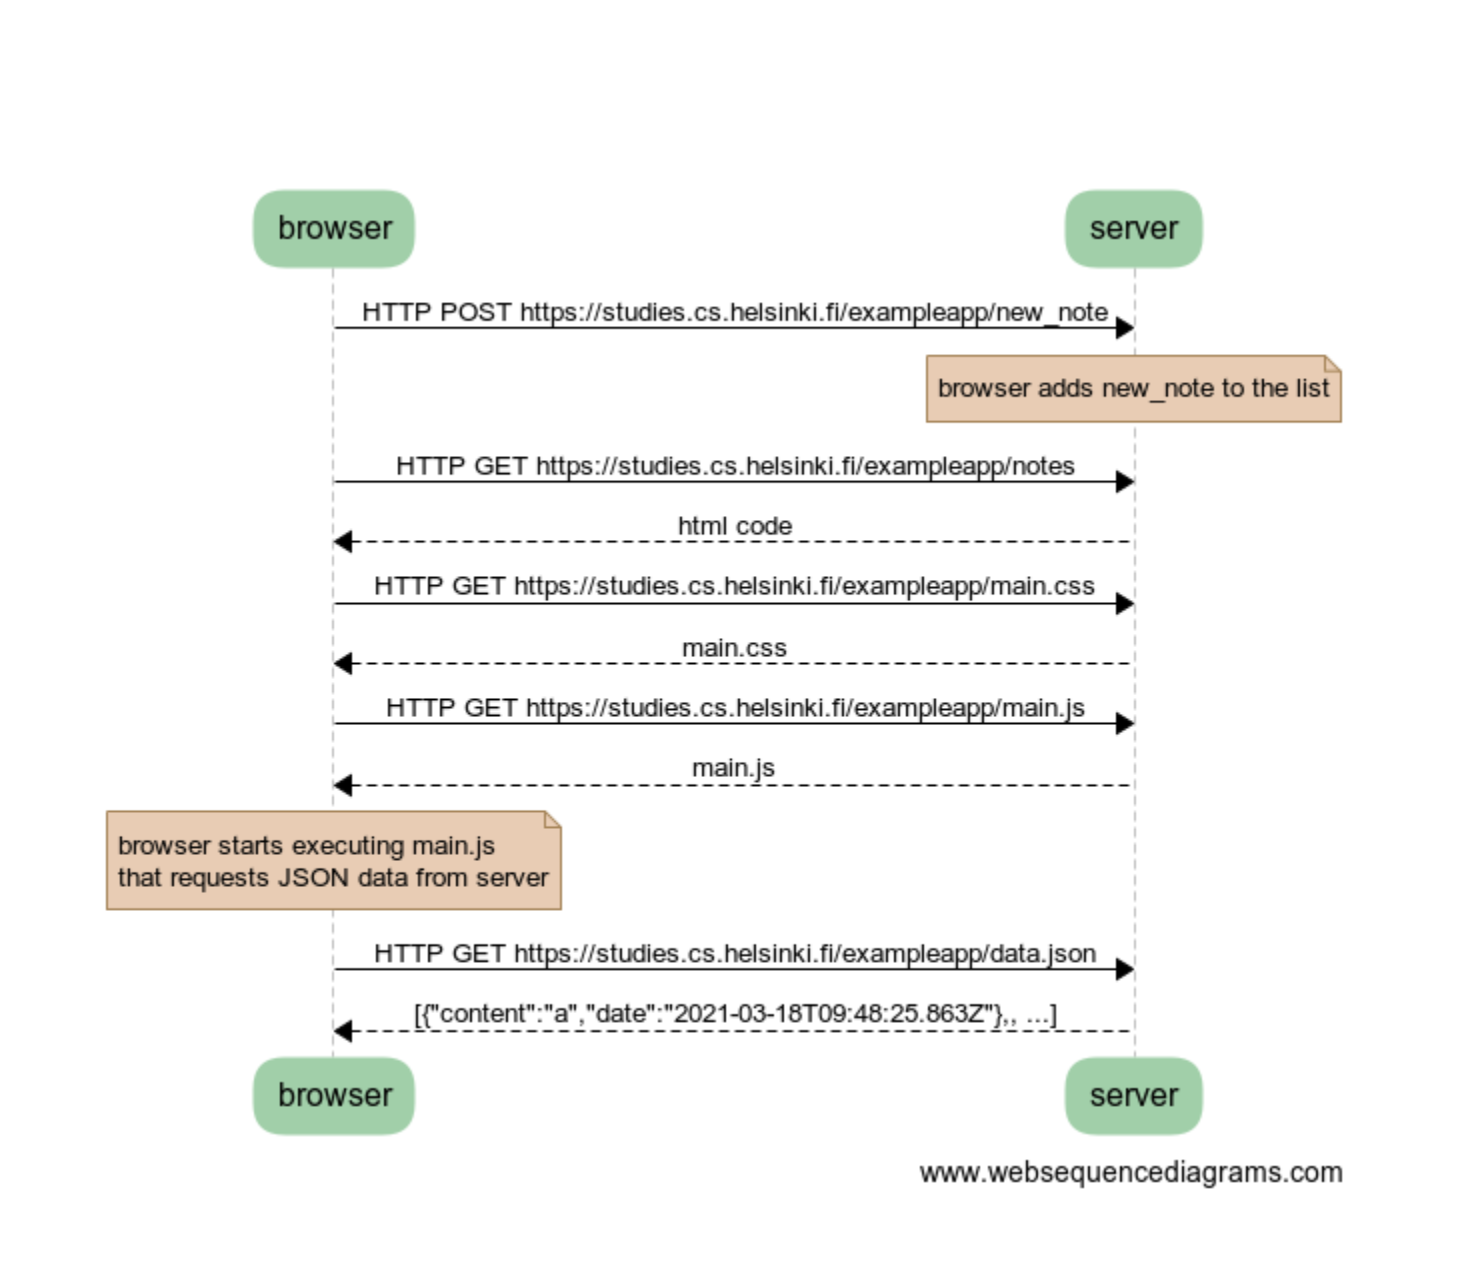 browser
server
HTTP POST https://studies.cs.helsinki.fi/exampleapp/new_note
browser adds new_note to the list
HTTP GET https://studies.cs.helsinki.fi/exampleapp/notes
html code
HTTP GET https://studies.cs.helsinki.fi/exampleapp/main.css
main.css
HTTP GET https://studies.cs.helsinki.fi/exampleapp/main.js
main.js
browser starts executing main.js
that requests JSON data from server
HTTP GET https://studies.cs.helsinki.fi/exampleapp/data.json
[{"content":"a","date":"2021-03-18T09:48:25.863Z"},, ...]
browser
server
www.websequencediagrams.com